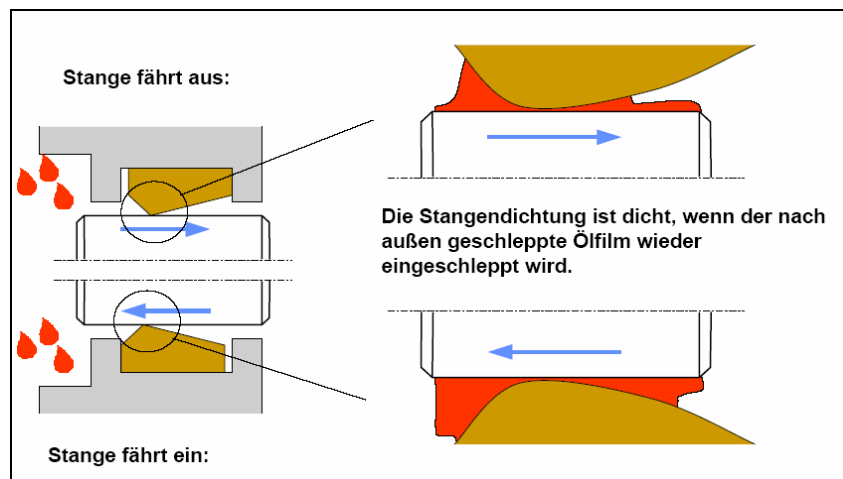 Stange fährt aus:
Die Stangendichtung ist dicht, wenn der nach
außen geschleppte Ölfilm wieder
eingeschleppt wird.
Stange fährt ein: